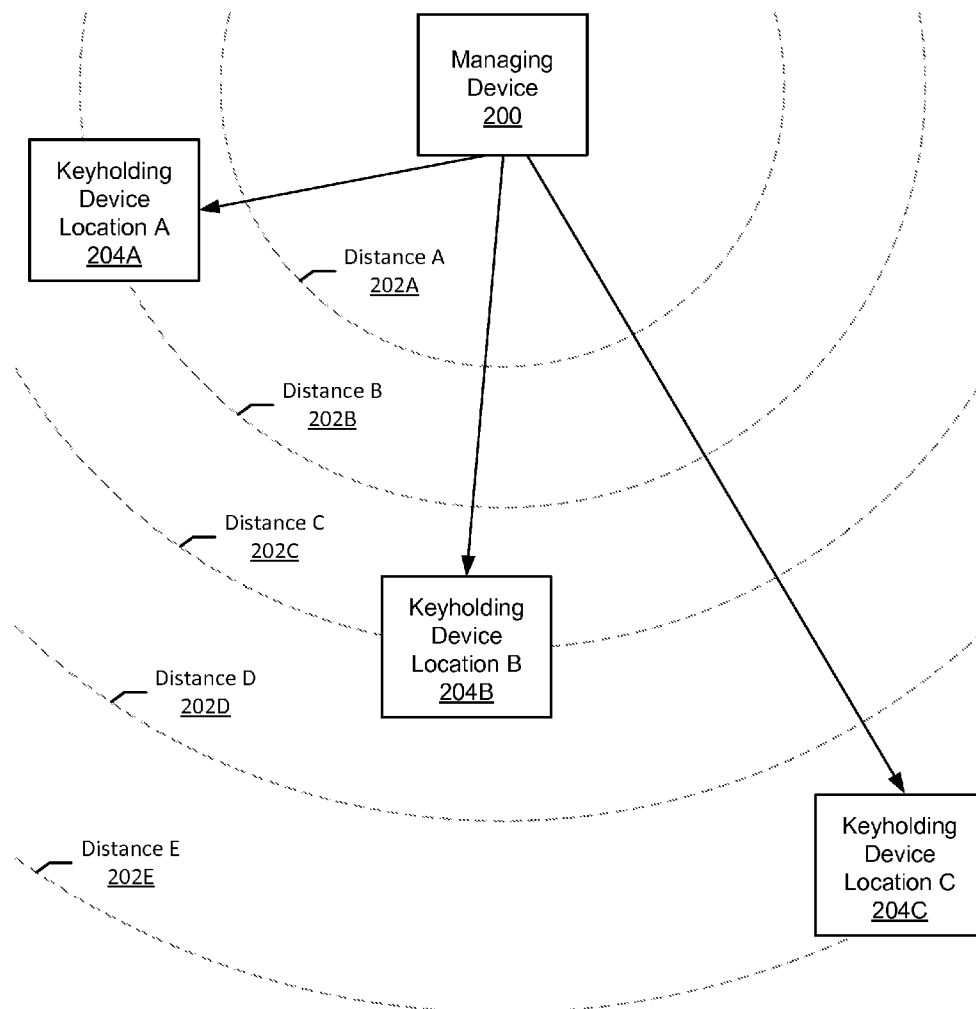 Managing
Device
200
Keyholding
Device
Location A
204A
Distance A
202A
Distance B
202B
Distance C
202C
Keyholding
Device
Location B
204B
Distance D
202D
Distance E
202E
Keyholding
Device
Location C
204C